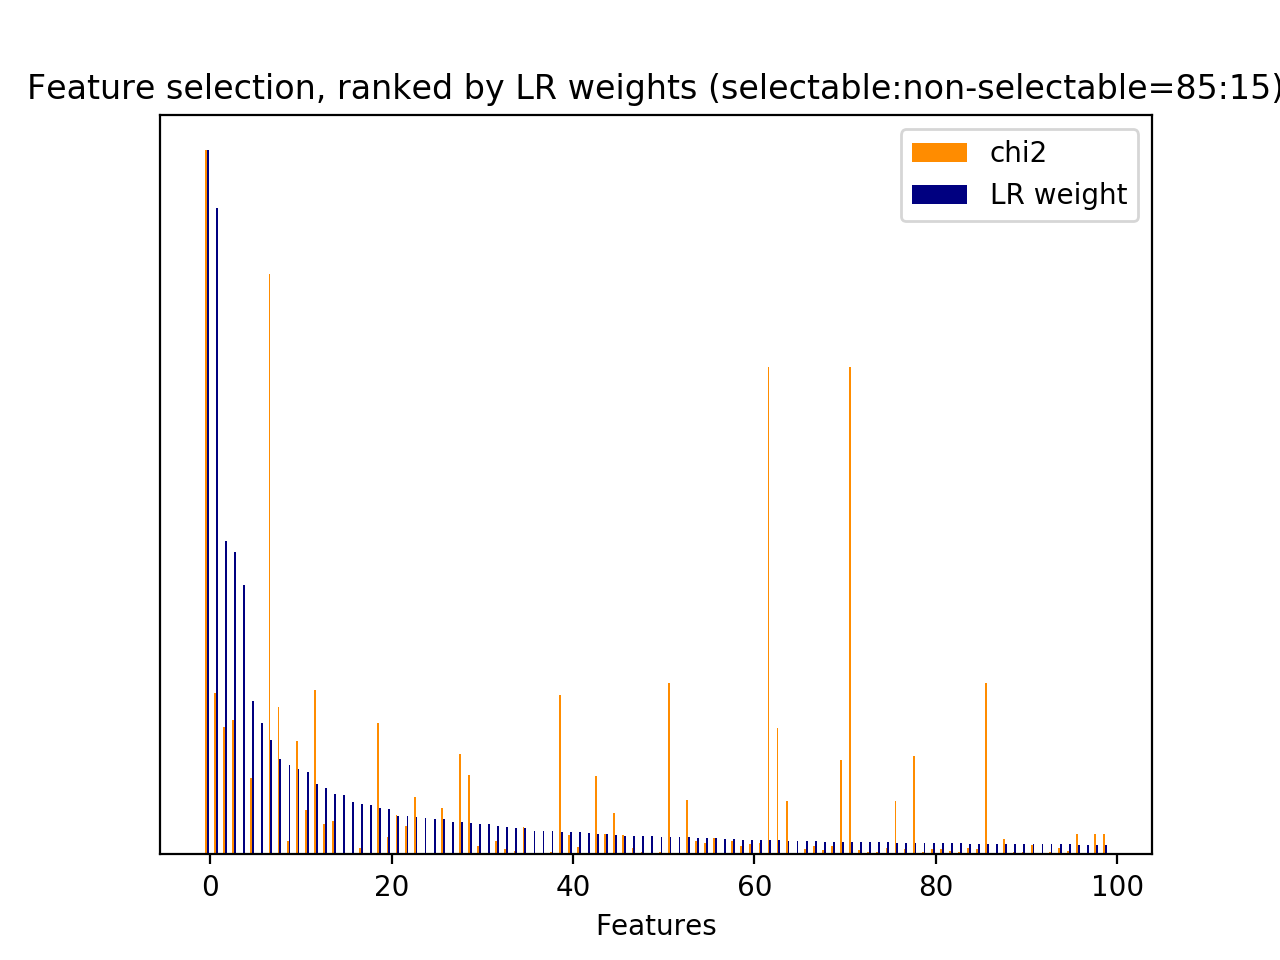 Feature selection, ranked by LR weights (selectable:non-selectable=85:15)
chi2
LR weight
0 20 40 60 80 100
Features